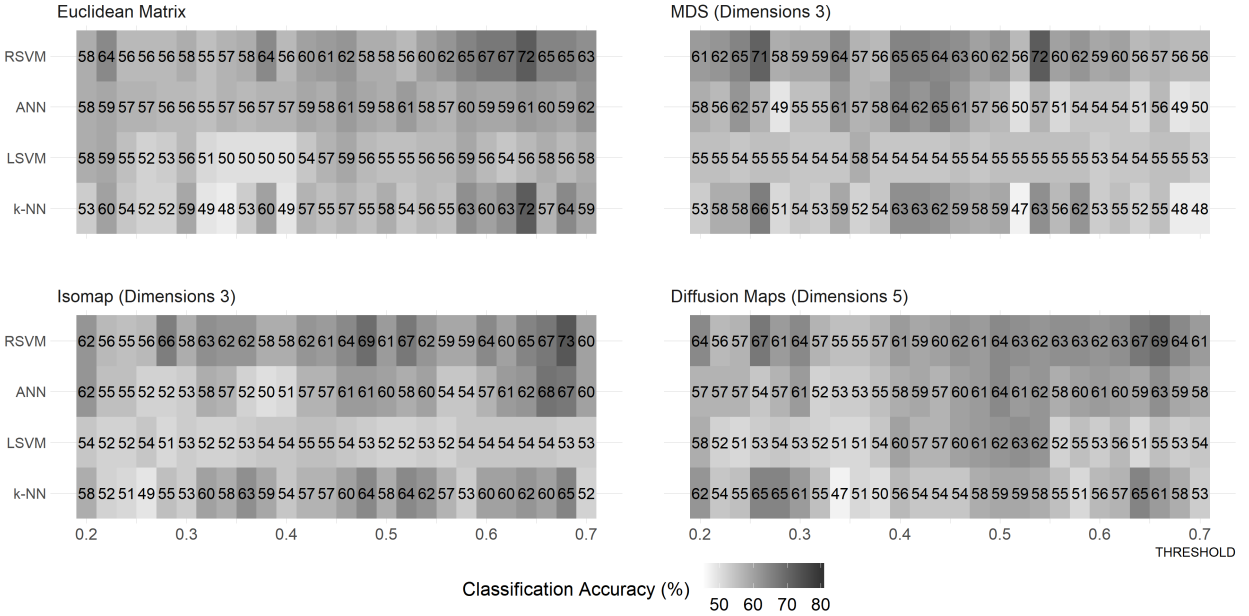 Euclidean Matrix
MDS (Dimensions 3)
RSVM 58 64 56 56 56 58 55 57 58 64 56 60 61 62 58 58 56 60 62 65 67 67 72 65 65 63
61 62 65 71 58 59 59 64 57 56 65 65 64 63 60 62 56 72 60 62 59 60 56 57 56 56
ANN 58 59 57 57 56 56 55 57 56 57 57 59 58 61 59 58 61 58 57 60 59 59 61 60 59 62
58 56 62 57 49 55 55 61 57 58 64 62 65 61 57 56 50 57 51 54 54 54 51 56 49 50
LSVM 58 59 55 52 53 56 51 50 50 50 50 54 57 59 56 55 55 56 56 59 56 54 56 58 56 58
55 55 54 55 55 54 54 54 58 54 54 54 54 55 54 55 55 55 55 55 53 54 54 55 55 53
k-NN 53 60 54 52 52 59 49 48 53 60 49 57 55 57 55 58 54 56 55 63 60 63 72 57 64 59
53 58 58 66 51 54 53 59 52 54 63 63 62 59 58 59 47 63 56 62 53 55 52 55 48 48
Isomap (Dimensions 3)
Diffusion Maps (Dimensions 5)
RSVM 62 56 55 56 66 58 63 62 62 58 58 62 61 64 69 61 67 62 59 59 64 60 65 67 73 60
64 56 57 67 61 64 57 55 55 57 61 59 60 62 61 64 63 62 63 63 62 63 67 69 64 61
ANN 62 55 55 52 52 53 58 57 52 50 51 57 57 61 61 60 58 60 54 54 57 61 62 68 67 60
57 57 57 54 57 61 52 53 53 55 58 59 57 60 62 64 61 62 58 60 61 60 59 63 59 58
LSVM 54 52 52 54 51 53 52 52 53 54 54 55 55 54 53 52 52 53 52 54 54 54 54 54 53 53
58 52 51 53 54 53 52 51 51 54 60 57 57 60 61 62 63 62 52 55 53 56 51 55 53 54
k-NN 58 52 51 49 55 53 60 58 63 59 54 57 57 60 64 58 64 62 57 53 60 60 62 60 65 52
62 54 55 65 65 61 55 47 51 50 56 54 54 54 58 59 59 58 55 51 56 57 65 61 58 53
0.2 0.3 0.4 0.5 0.6 0.7
0.2 0.3 0.4 0.5 0.6 0.7
THRESHOLD
Classification Accuracy (%)
50 60 70 80